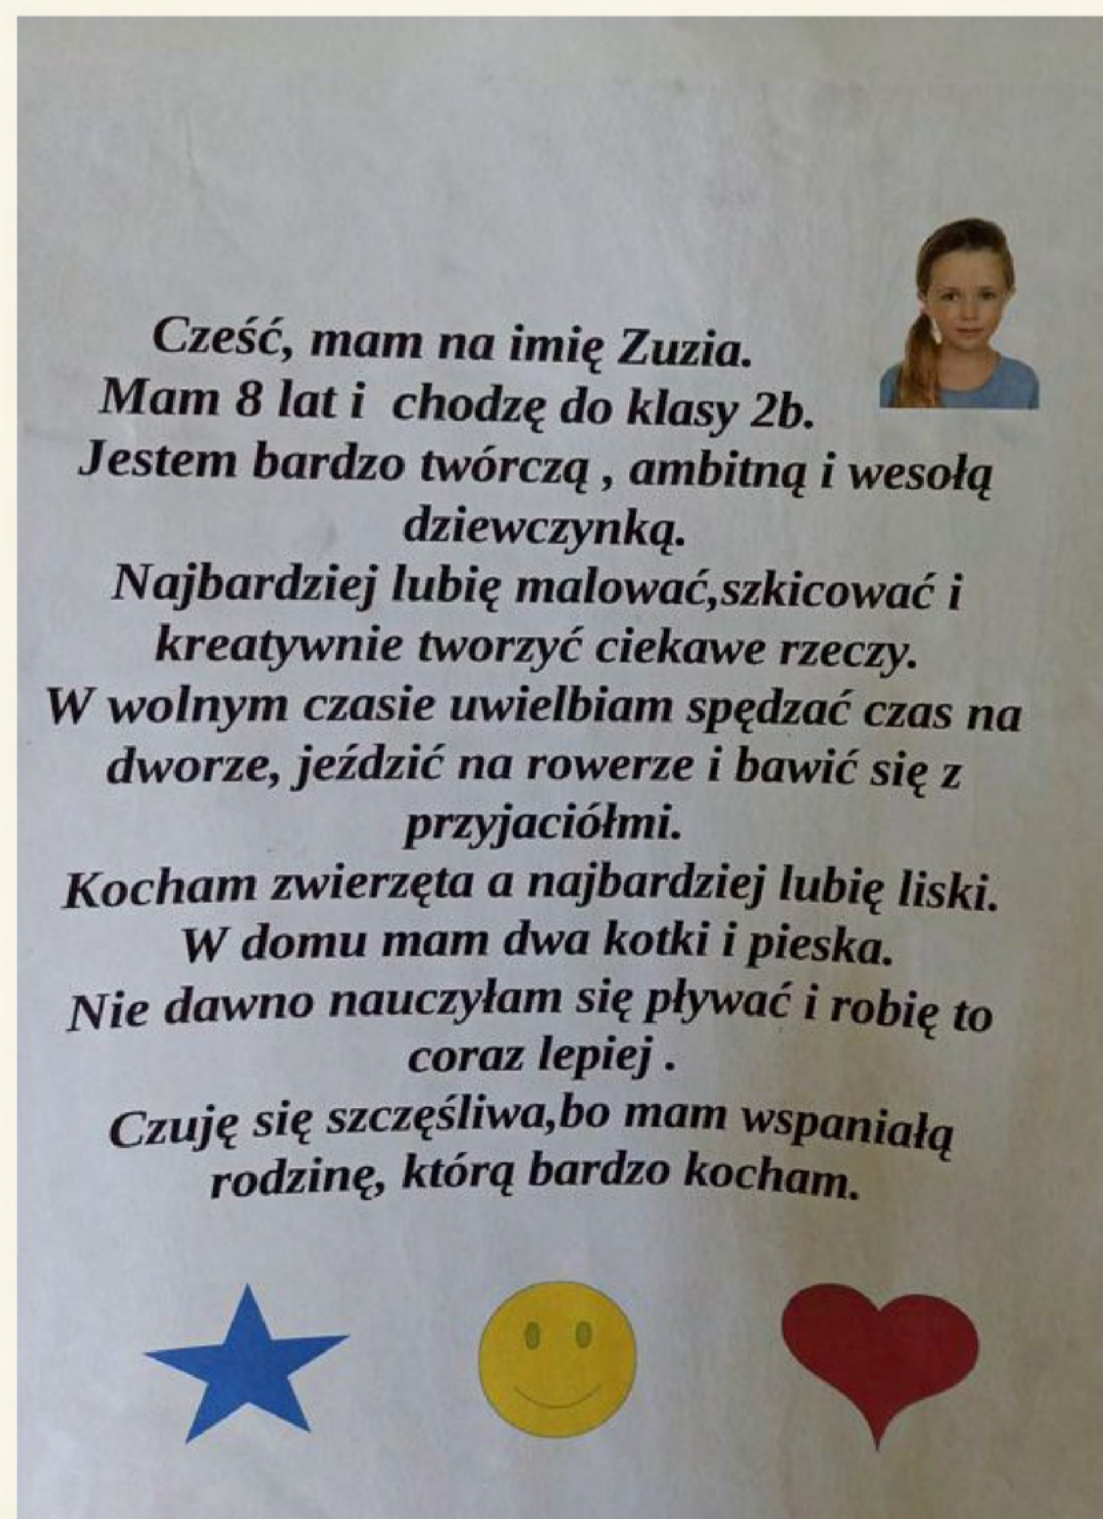 Cześć, mam na imię Zuzia.
Mam 8 lat i  chodzę do klasy 2b.
Jestem bardzo twórczą , ambitną i wesołą
dziewczynką.
Najbardziej lubię malować,szkicować i
kreatywnie tworzyć ciekawe rzeczy.
W wolnym czasie uwielbiam spędzać czas na
dworze, jeździć na rowerze i bawić się z
przyjaciółmi.
Kocham zwierzęta a najbardziej lubię liski.
W domu mam dwa kotki i pieska.
Nie dawno nauczyłam się pływać i robię to
coraz lepiej .
Czuję się szczęśliwa,bo mam wspaniałą
rodzinę, którą bardzo kocham.